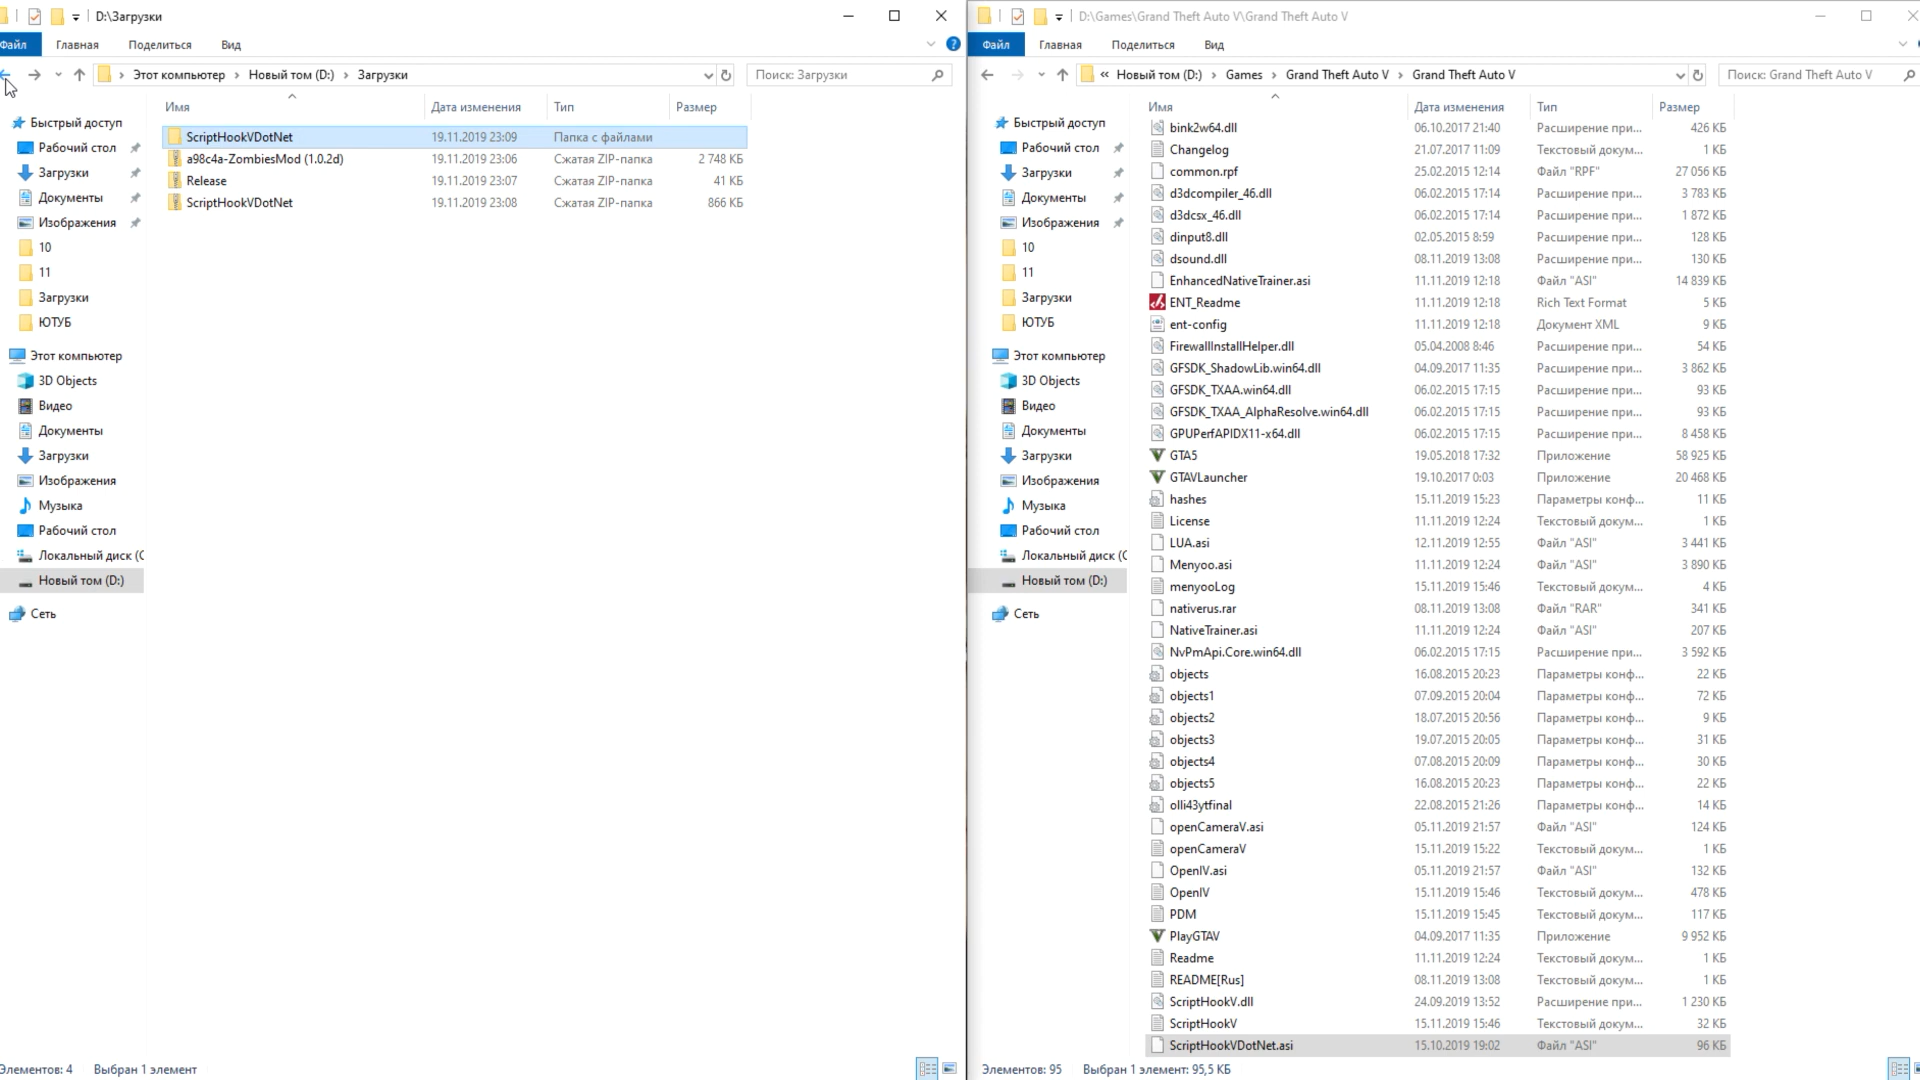 D:\Загрузки
Файл Главная Поделиться Вид
Этот компьютер Новый том (D:) Загрузки
Поиск: Загрузки
Имя Дата изменения Тип Размер
ScriptHookVDotNet 19.11.2019 23:09 Папка с файлами
a98c4a-ZombiesMod (1.0.2d) 19.11.2019 23:06 Сжатая ZIP-папка 2 748 КБ
Release 19.11.2019 23:07 Сжатая ZIP-папка 41 КБ
ScriptHookVDotNet 19.11.2019 23:08 Сжатая ZIP-папка 866 КБ
Быстрый доступ
Рабочий стол
Загрузки
Документы
Изображения
10
11
Загрузки
ЮТУБ
Этот компьютер
3D Objects
Видео
Документы
Загрузки
Изображения
Музыка
Рабочий стол
Локальный диск (C
Новый том (D:)
Сеть
Элементов: 4 Выбран 1 элемент
D:\Games\Grand Theft Auto V\Grand Theft Auto V
Файл Главная Поделиться Вид
« Новый том (D:) Games Grand Theft Auto V Grand Theft Auto V
Поиск: Grand Theft Auto V
Быстрый доступ
Рабочий стол
Загрузки
Документы
Изображения
10
11
Загрузки
ЮТУБ
Этот компьютер
3D Objects
Видео
Документы
Загрузки
Изображения
Музыка
Рабочий стол
Локальный диск (C
Новый том (D:)
Сеть
Имя Дата изменения Тип Размер
bink2w64.dll 06.10.2017 21:40 Расширение при... 426 КБ
Changelog 21.07.2017 11:09 Текстовый докум... 1 КБ
common.rpf 25.02.2015 12:14 Файл "RPF" 27 056 КБ
d3dcompiler_46.dll 06.02.2015 17:14 Расширение при... 3 783 КБ
d3dcsx_46.dll 06.02.2015 17:14 Расширение при... 1 872 КБ
dinput8.dll 02.05.2015 8:59 Расширение при... 128 КБ
dsound.dll 08.11.2019 13:08 Расширение при... 130 КБ
EnhancedNativeTrainer.asi 11.11.2019 12:18 Файл "ASI" 14 839 КБ
ENT_Readme 11.11.2019 12:18 Rich Text Format 5 КБ
ent-config 11.11.2019 12:18 Документ XML 9 КБ
FirewallInstallHelper.dll 05.04.2008 8:46 Расширение при... 54 КБ
GFSDK_ShadowLib.win64.dll 04.09.2017 11:35 Расширение при... 3 862 КБ
GFSDK_TXAA.win64.dll 06.02.2015 17:15 Расширение при... 93 КБ
GFSDK_TXAA_AlphaResolve.win64.dll 06.02.2015 17:15 Расширение при... 93 КБ
GPUPerfAPIDX11-x64.dll 06.02.2015 17:15 Расширение при... 8 458 КБ
GTA5 19.05.2018 17:32 Приложение 58 925 КБ
GTAVLauncher 19.10.2017 0:03 Приложение 20 468 КБ
hashes 15.11.2019 15:23 Параметры конф... 11 КБ
License 11.11.2019 12:24 Текстовый докум... 1 КБ
LUA.asi 12.11.2019 12:55 Файл "ASI" 3 441 КБ
Menyoo.asi 11.11.2019 12:24 Файл "ASI" 3 890 КБ
menyooLog 15.11.2019 15:46 Текстовый докум... 4 КБ
nativerus.rar 08.11.2019 13:08 Файл "RAR" 341 КБ
NativeTrainer.asi 11.11.2019 12:24 Файл "ASI" 207 КБ
NvPmApi.Core.win64.dll 06.02.2015 17:15 Расширение при... 3 592 КБ
objects 16.08.2015 20:23 Параметры конф... 22 КБ
objects1 07.09.2015 20:04 Параметры конф... 72 КБ
objects2 18.07.2015 20:56 Параметры конф... 9 КБ
objects3 19.07.2015 20:05 Параметры конф... 31 КБ
objects4 07.08.2015 20:09 Параметры конф... 30 КБ
objects5 16.08.2015 20:23 Параметры конф... 22 КБ
olli43ytfinal 22.08.2015 21:26 Параметры конф... 14 КБ
openCameraV.asi 05.11.2019 21:57 Файл "ASI" 124 КБ
openCameraV 15.11.2019 15:22 Текстовый докум... 1 КБ
OpenIV.asi 05.11.2019 21:57 Файл "ASI" 132 КБ
OpenIV 15.11.2019 15:46 Текстовый докум... 478 КБ
PDM 15.11.2019 15:45 Текстовый докум... 117 КБ
PlayGTAV 04.09.2017 11:35 Приложение 9 952 КБ
Readme 11.11.2019 12:24 Текстовый докум... 1 КБ
README[Rus] 08.11.2019 13:08 Текстовый докум... 1 КБ
ScriptHookV.dll 24.09.2019 13:52 Расширение при... 1 230 КБ
ScriptHookV 15.11.2019 15:46 Текстовый докум... 32 КБ
ScriptHookVDotNet.asi 15.10.2019 19:02 Файл "ASI" 96 КБ
Элементов: 95 Выбран 1 элемент: 95,5 КБ